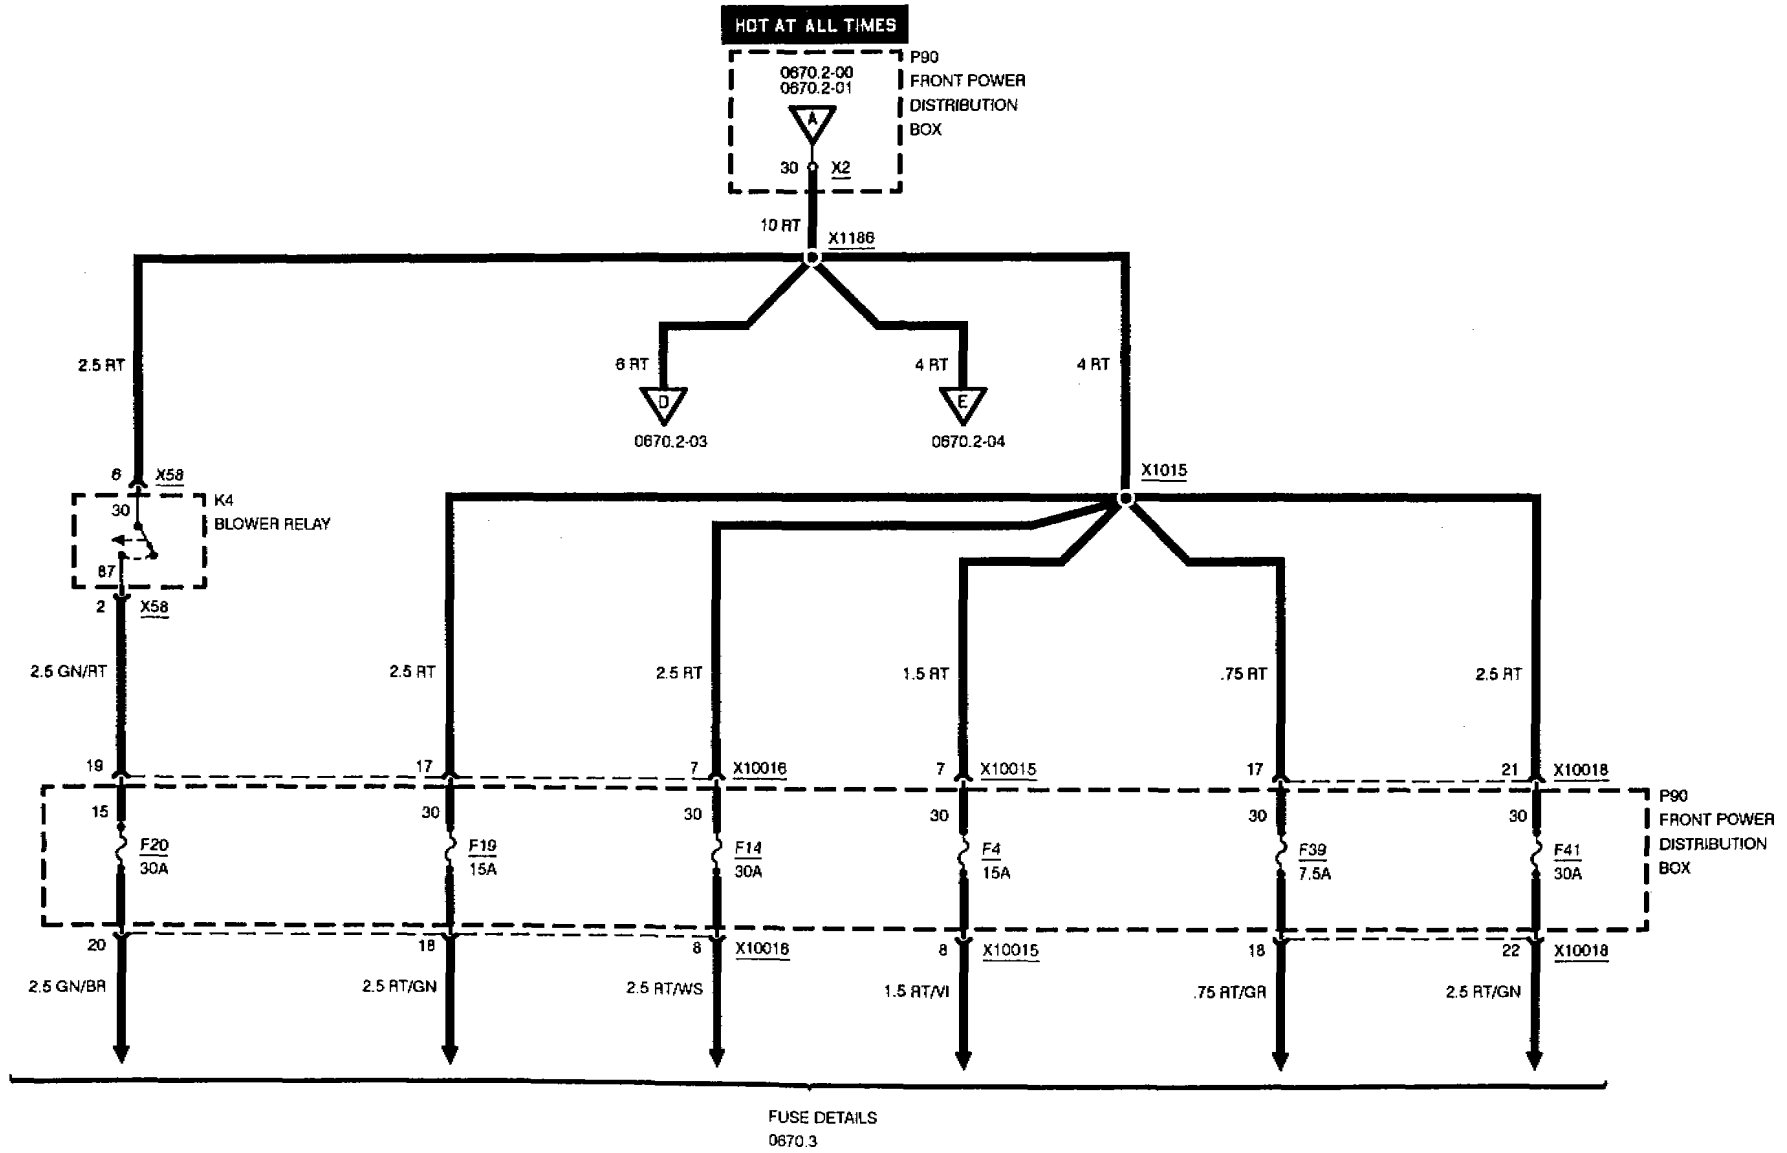 HOT AT ALL TIMES
P90
FRONT POWER
DISTRIBUTION
BOX
0670.2-00
0670.2-01
A
30
X2
10 RT
X1186
2.5 RT
6 RT
4 RT
4 RT
D
E
0670.2-03
0670.2-04
X1015
6
X58
K4
BLOWER RELAY
30
87
2
X58
2.5 GN/RT
2.5 RT
2.5 RT
1.5 RT
.75 RT
2.5 RT
19
17
7
X10016
7
X10015
17
21
X10018
15
30
30
30
30
30
F20
30A
F19
15A
F14
30A
F4
15A
F39
7.5A
F41
30A
P90
FRONT POWER
DISTRIBUTION
BOX
20
18
8
X10016
8
X10015
18
22
X10018
2.5 GN/BR
2.5 RT/GN
2.5 RT/WS
1.5 RT/VI
.75 RT/GR
2.5 RT/GN
FUSE DETAILS
0670.3